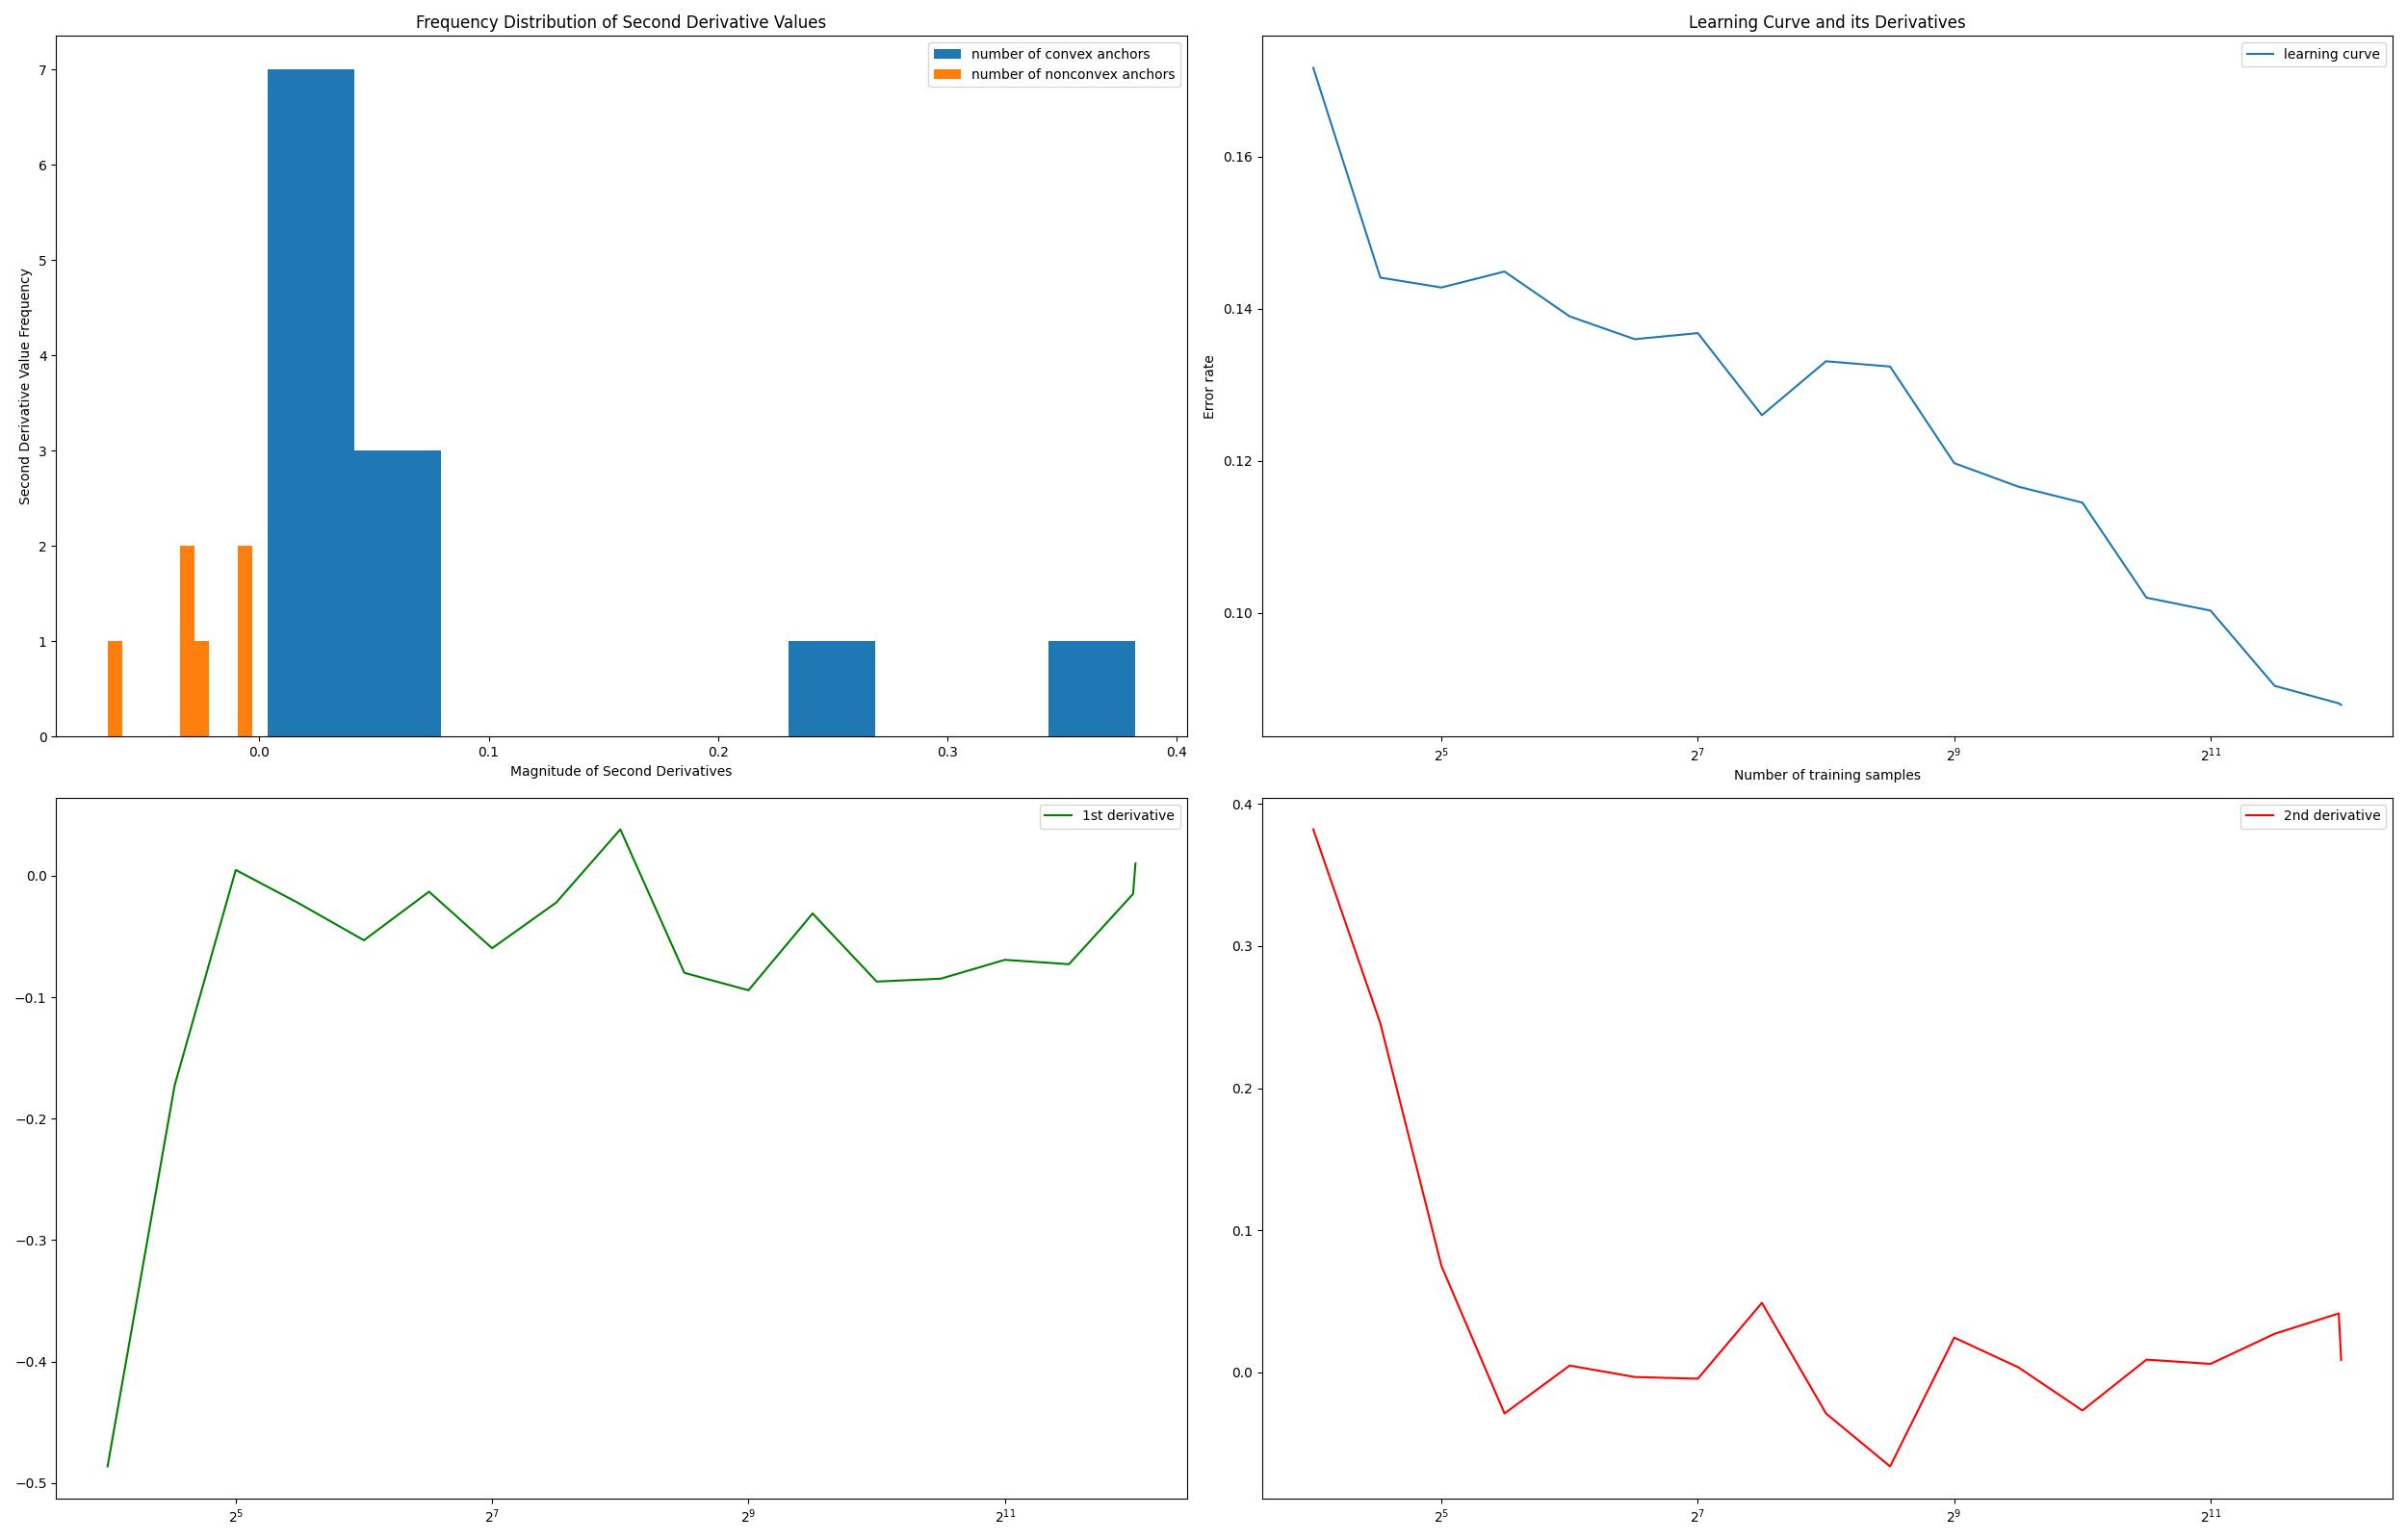 Frequency Distribution of Second Derivative Values
number of convex anchors
number of nonconvex anchors
Second Derivative Value Frequency
7
6
5
4
3
2
1
0
0.0 0.1 0.2 0.3 0.4
Magnitude of Second Derivatives
Learning Curve and its Derivatives
learning curve
Error rate
0.16
0.14
0.12
0.10
2⁵ 2⁷ 2⁹ 2¹¹
Number of training samples
1st derivative
0.0
−0.1
−0.2
−0.3
−0.4
−0.5
2⁵ 2⁷ 2⁹ 2¹¹
2nd derivative
0.4
0.3
0.2
0.1
0.0
2⁵ 2⁷ 2⁹ 2¹¹